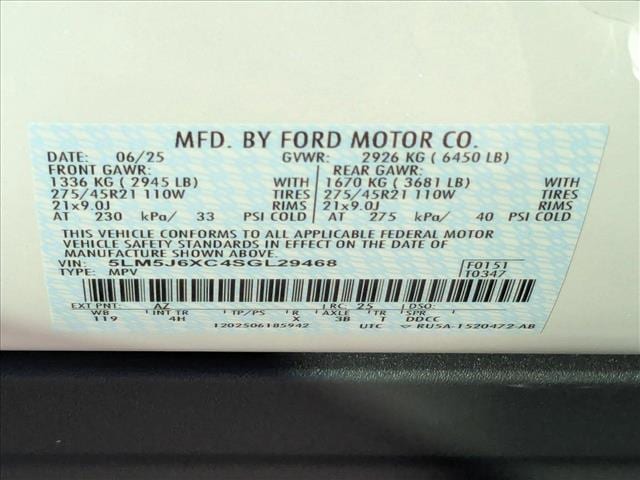 MFD. BY FORD MOTOR CO.
DATE: 06/25 GVWR: 2926 KG ( 6450 LB)
FRONT GAWR: REAR GAWR:
1336 KG ( 2945 LB) WITH 1670 KG ( 3681 LB) WITH
275/45R21 110W TIRES 275/45R21 110W TIRES
21x9.0J RIMS 21x9.0J RIMS
AT 230 kPa/ 33 PSI COLD AT 275 kPa/ 40 PSI COLD
THIS VEHICLE CONFORMS TO ALL APPLICABLE FEDERAL MOTOR
VEHICLE SAFETY STANDARDS AND THEFT PREVENTION STANDARDS IN EFFECT ON THE DATE OF
MANUFACTURE SHOWN ABOVE.
VIN: 5LM5J6XC4SGL29468 F0151
TYPE: MPV T0347
EXT PNT: AZ RC: 25 DSO:
WB INT TR TP/PS R AXLE TR SPR
119 4H X 3B T DDCC
1202506185942 UTC RU5A-1520472-AB